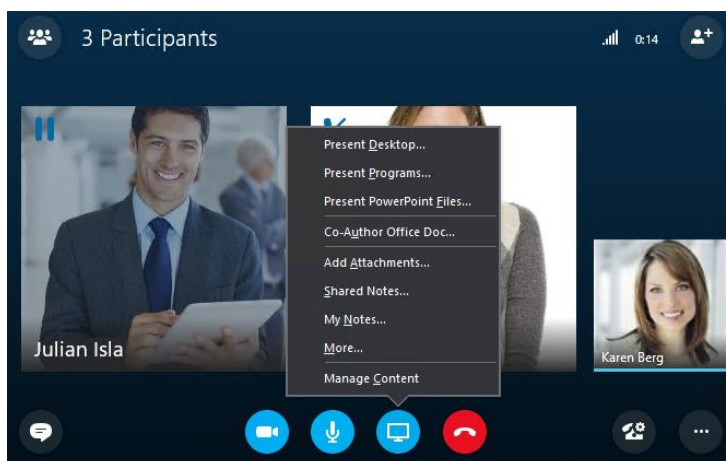 3 Participants
0:14
Present Desktop...
Present Programs...
Present PowerPoint Files...
Co-Author Office Doc...
Add Attachments...
Shared Notes...
My Notes...
More...
Manage Content
Julian Isla
Karen Berg